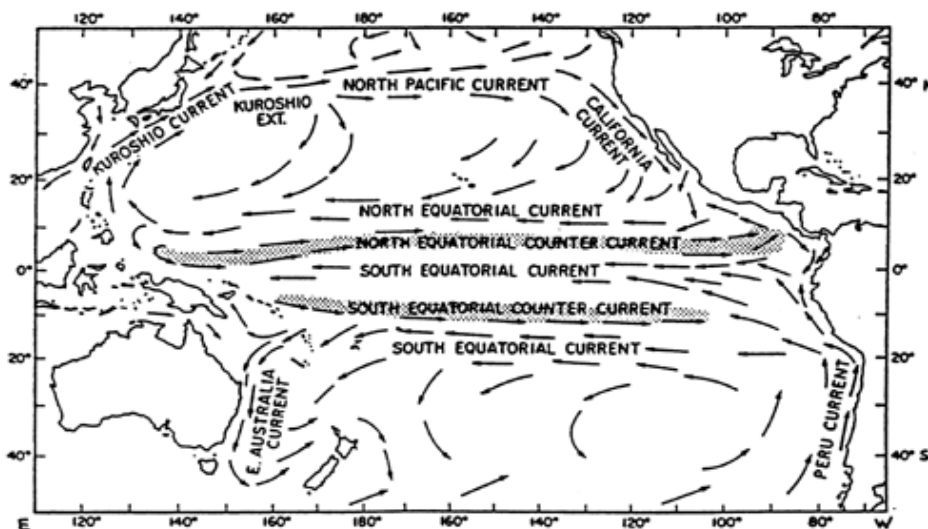 120° 140° 160° 180° 160° 140° 120° 100° 80°
40° NORTH PACIFIC CURRENT 40° N
KUROSHIO CURRENT
KUROSHIO
EXT.
CALIFORNIA
CURRENT
20° 20°
NORTH EQUATORIAL CURRENT
NORTH EQUATORIAL COUNTER CURRENT
0° SOUTH EQUATORIAL CURRENT 0°
SOUTH EQUATORIAL COUNTER CURRENT
SOUTH EQUATORIAL CURRENT
20° 20°
E. AUSTRALIA
CURRENT
PERU CURRENT
40° 40° S
E 120° 140° 160° 180° 160° 140° 120° 100° 80° W